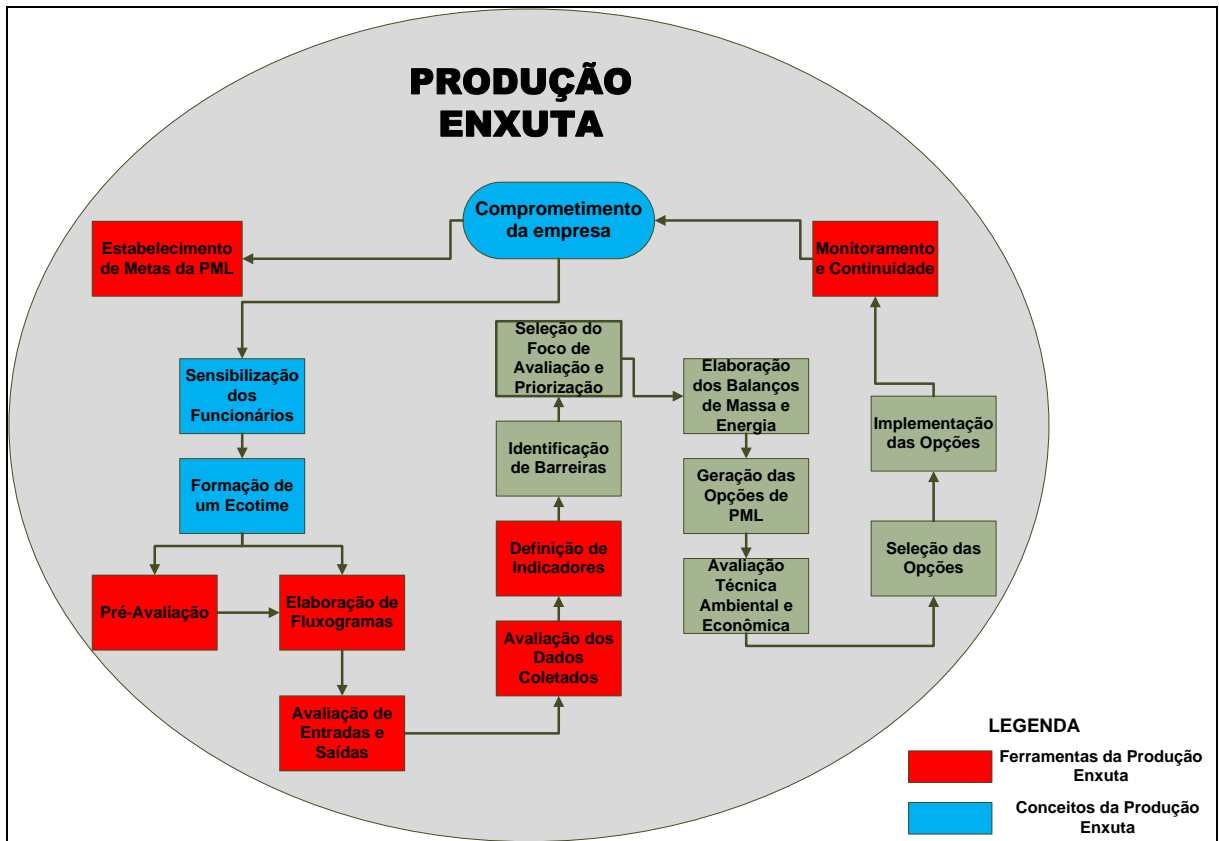 PRODUÇÃO
ENXUTA
Comprometimento
da empresa
Estabelecimento
de Metas da PML
Monitoramento
e Continuidade
Sensibilização
dos
Funcionários
Formação de
um Ecotime
Pré-Avaliação
Elaboração de
Fluxogramas
Avaliação de
Entradas e
Saídas
Avaliação dos
Dados
Coletados
Definição de
Indicadores
Identificação
de Barreiras
Seleção do
Foco de
Avaliação e
Priorização
Elaboração
dos Balanços
de Massa e
Energia
Geração das
Opções de
PML
Avaliação
Técnica
Ambiental e
Econômica
Seleção das
Opções
Implementação
das Opções
LEGENDA
Ferramentas da Produção
Enxuta
Conceitos da Produção
Enxuta